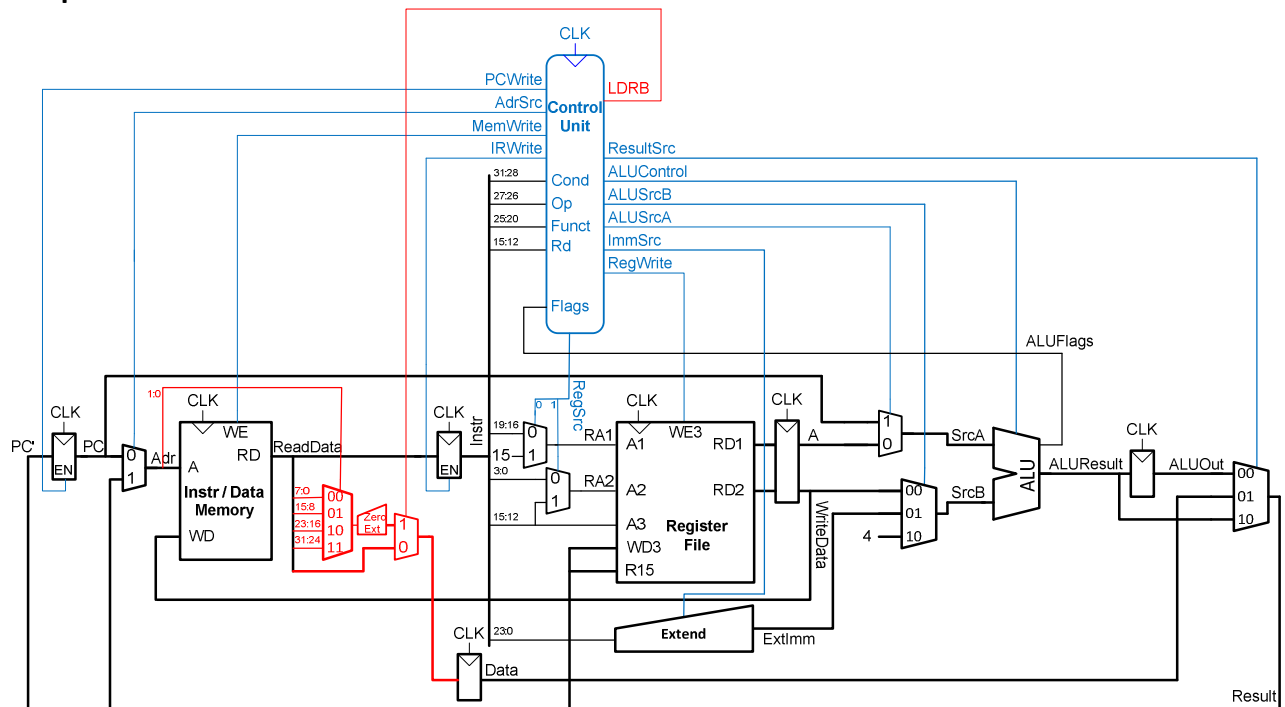 CLK
PCWrite
LDRB
AdrSrc
Control
Unit
MemWrite
IRWrite
ResultSrc
31:28
Cond
ALUControl
27:26
Op
ALUSrcB
25:20
Funct
ALUSrcA
15:12
Rd
ImmSrc
RegWrite
Flags
ALUFlags
RegSrc
0 1
1:0
CLK
CLK
CLK
CLK
CLK
CLK
PC'
EN
PC
0
1
Adr
WE
A
RD
Instr / Data
Memory
WD
ReadData
7:0
00
15:8
01
23:16
10
31:24
11
Zero
Ext
1
0
EN
Instr
19:16
0
15
1
RA1
3:0
0
1
RA2
15:12
A1
WE3
RD1
A2
RD2
A3
Register
File
WD3
R15
A
WriteData
1
0
SrcA
00
01
4
10
SrcB
ALU
ALUResult
ALUOut
00
01
10
23:0
Extend
ExtImm
CLK
Data
Result